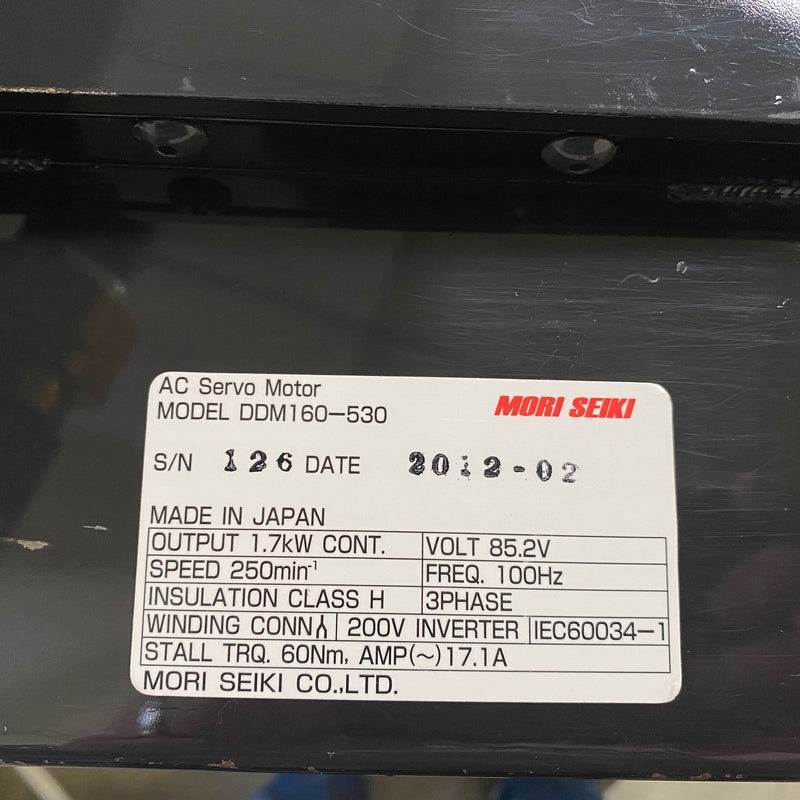 AC Servo Motor
MODEL DDM160-530
MORI SEIKI
S/N 126 DATE 2012-02
MADE IN JAPAN
OUTPUT 1.7kW CONT. VOLT 85.2V
SPEED 250min⁻¹ FREQ. 100Hz
INSULATION CLASS H 3PHASE
WINDING CONN⅄ 200V INVERTER IEC60034-1
STALL TRQ. 60Nm, AMP(~)17.1A
MORI SEIKI CO.,LTD.